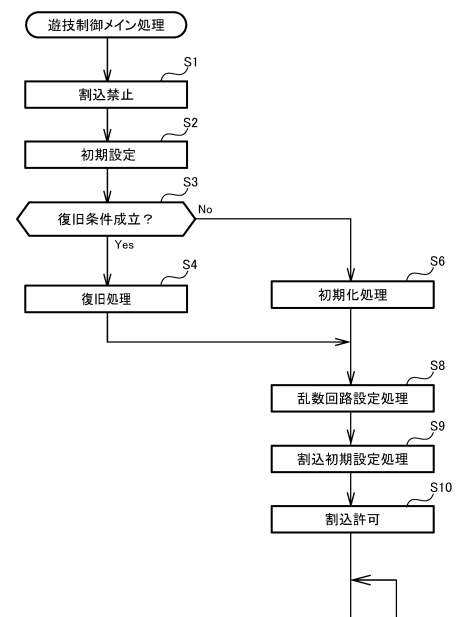 遊技制御メイン処理
S1
割込禁止
S2
初期設定
S3
復旧条件成立？
No
Yes
S4
復旧処理
S6
初期化処理
S8
乱数回路設定処理
S9
割込初期設定処理
S10
割込許可